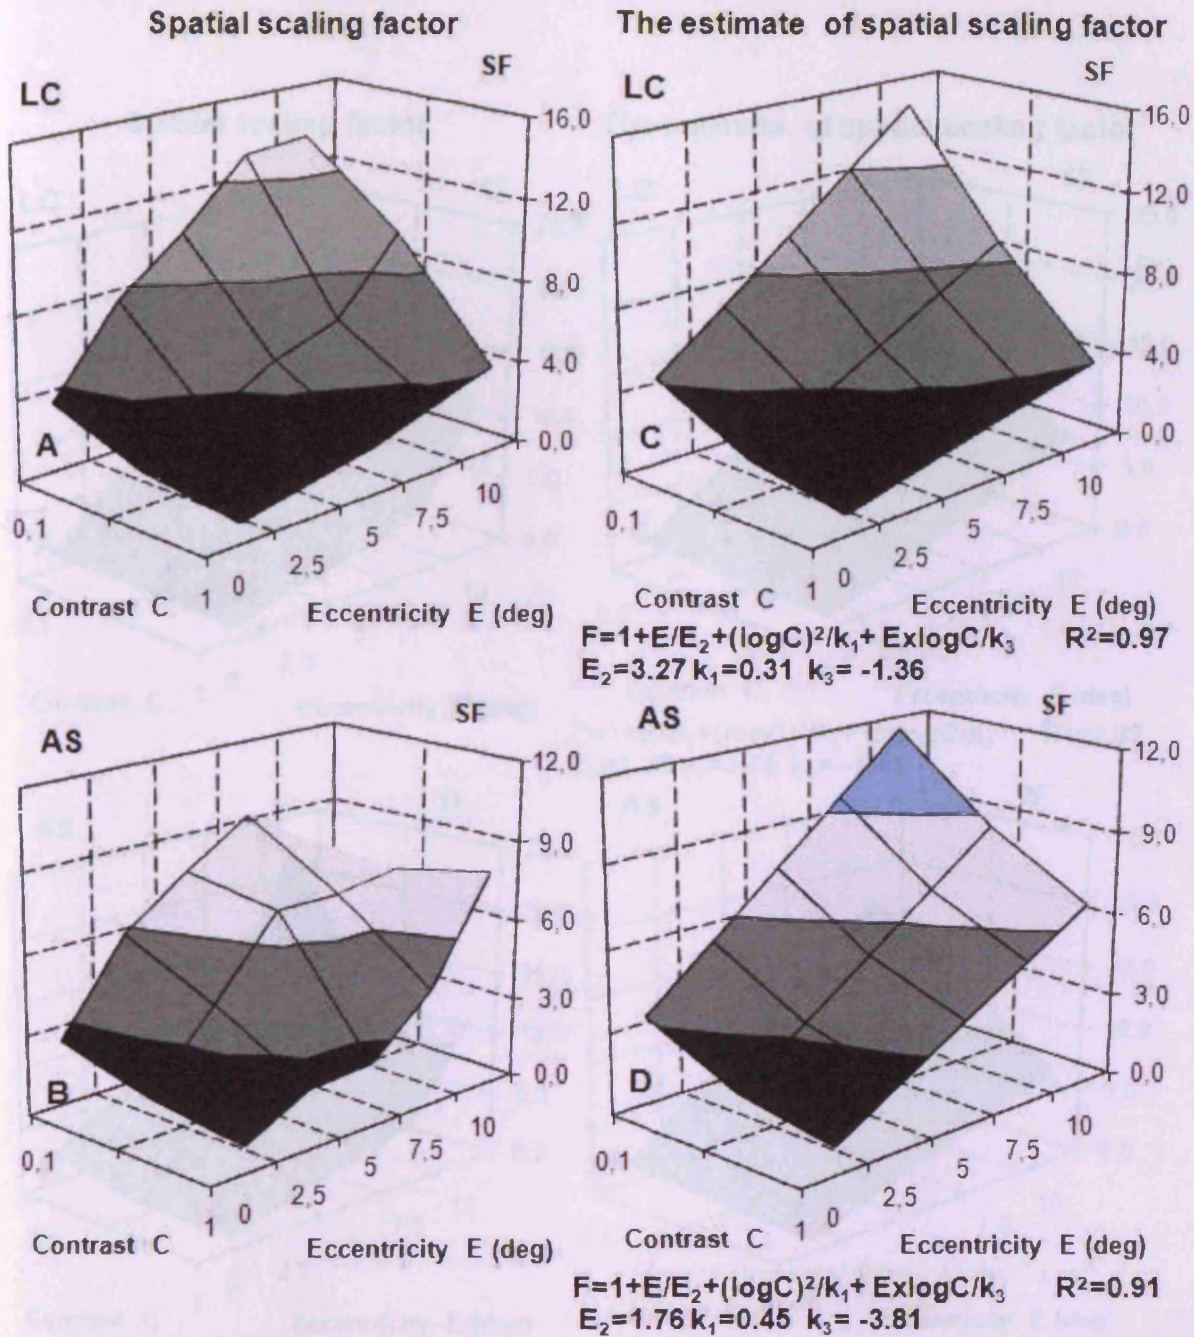 Spatial scaling factor
The estimate of spatial scaling factor
LC
SF
16,0
12,0
8,0
4,0
0,0
A
0,1
1
0
2,5
5
7,5
10
Contrast C
Eccentricity E (deg)
LC
SF
16,0
12,0
8,0
4,0
0,0
C
0,1
1
0
2,5
5
7,5
10
Contrast C
Eccentricity E (deg)
F=1+E/E₂+(logC)²/k₁+ ExlogC/k₃ R²=0.97
E₂=3.27 k₁=0.31 k₃= -1.36
AS
SF
12,0
9,0
6,0
3,0
0,0
B
0,1
1
0
2,5
5
7,5
10
Contrast C
Eccentricity E (deg)
AS
SF
12,0
9,0
6,0
3,0
0,0
D
0,1
1
0
2,5
5
7,5
10
Contrast C
Eccentricity E (deg)
F=1+E/E₂+(logC)²/k₁+ ExlogC/k₃ R²=0.91
E₂=1.76 k₁=0.45 k₃= -3.81